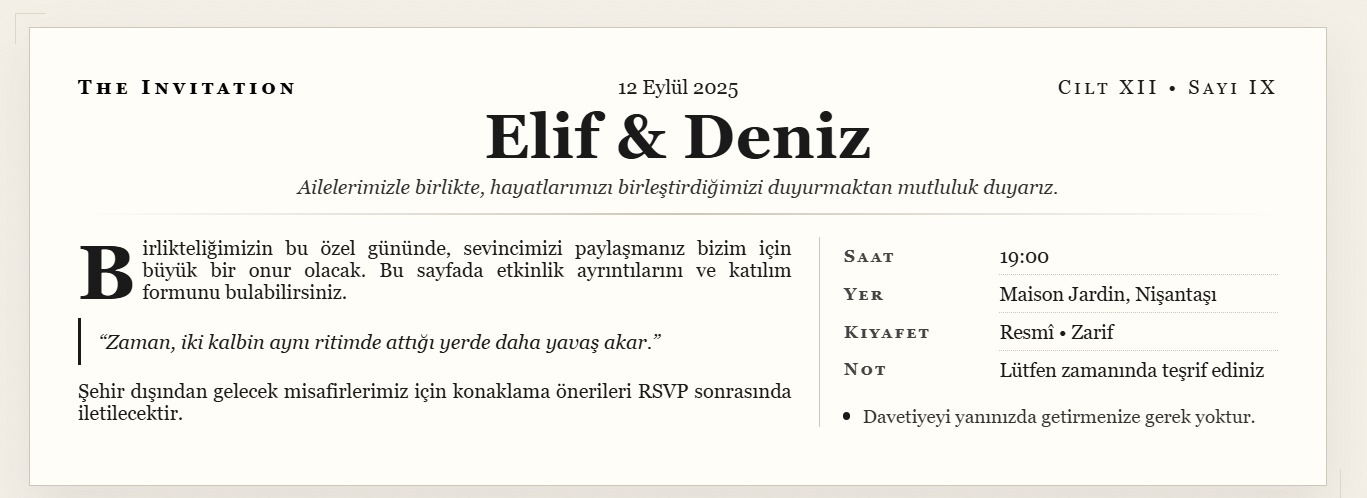 The Invitation
12 Eylül 2025
Cilt XII • Sayı IX
Elif & Deniz
Ailelerimizle birlikte, hayatlarımızı birleştirdiğimizi duyurmaktan mutluluk duyarız.
Birlikteliğimizin bu özel gününde, sevincimizi paylaşmanız bizim için
büyük bir onur olacak. Bu sayfada etkinlik ayrıntılarını ve katılım
formunu bulabilirsiniz.
“Zaman, iki kalbin aynı ritimde attığı yerde daha yavaş akar.”
Şehir dışından gelecek misafirlerimiz için konaklama önerileri RSVP sonrasında
iletilecektir.
Saat 19:00
Yer Maison Jardin, Nişantaşı
Kıyafet Resmî • Zarif
Not Lütfen zamanında teşrif ediniz
• Davetiyeyi yanınızda getirmenize gerek yoktur.